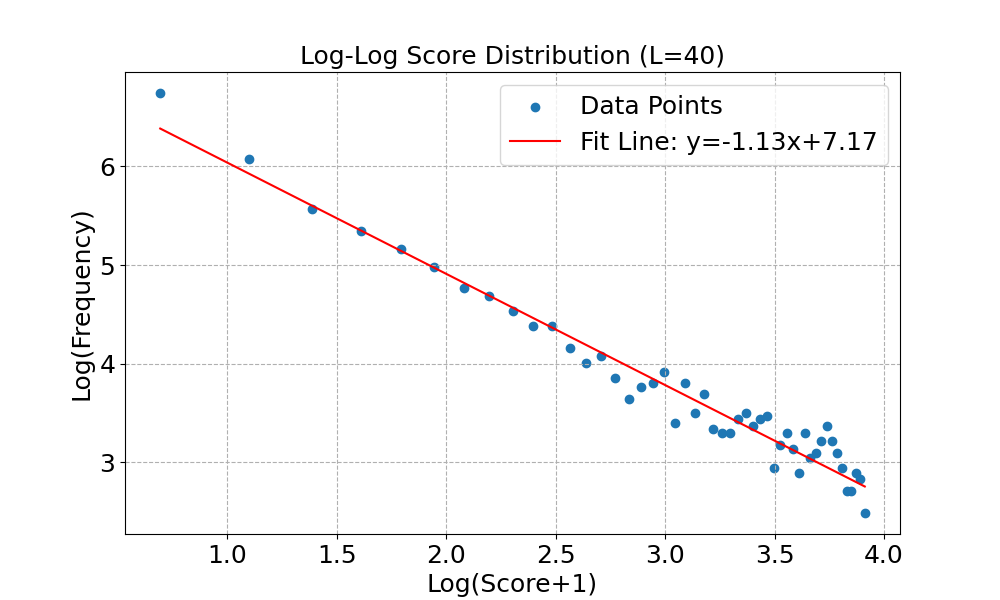 Log-Log Score Distribution (L=40)
Data Points
Fit Line: y=-1.13x+7.17
Log(Frequency)
6
5
4
3
1.0 1.5 2.0 2.5 3.0 3.5 4.0
Log(Score+1)